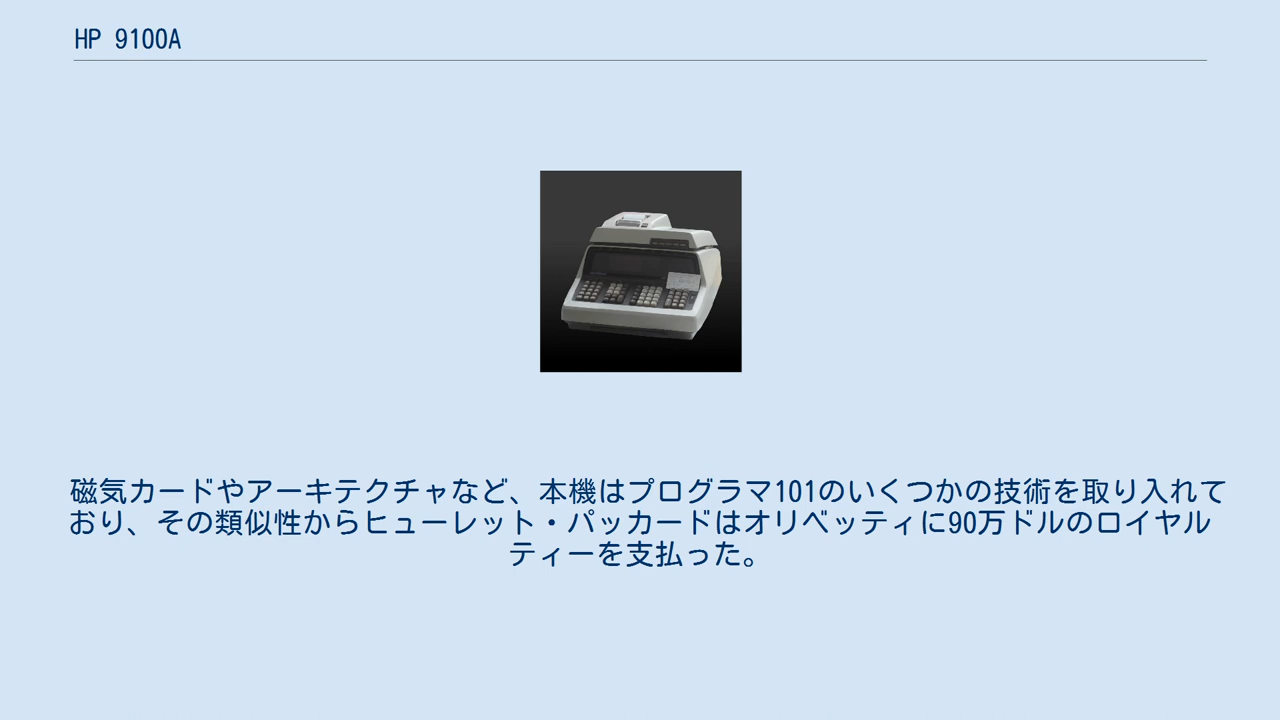 HP 9100A
磁気カードやアーキテクチャなど、本機はプログラマ101のいくつかの技術を取り入れて
おり、その類似性からヒューレット・パッカードはオリベッティに90万ドルのロイヤル
ティーを支払った。